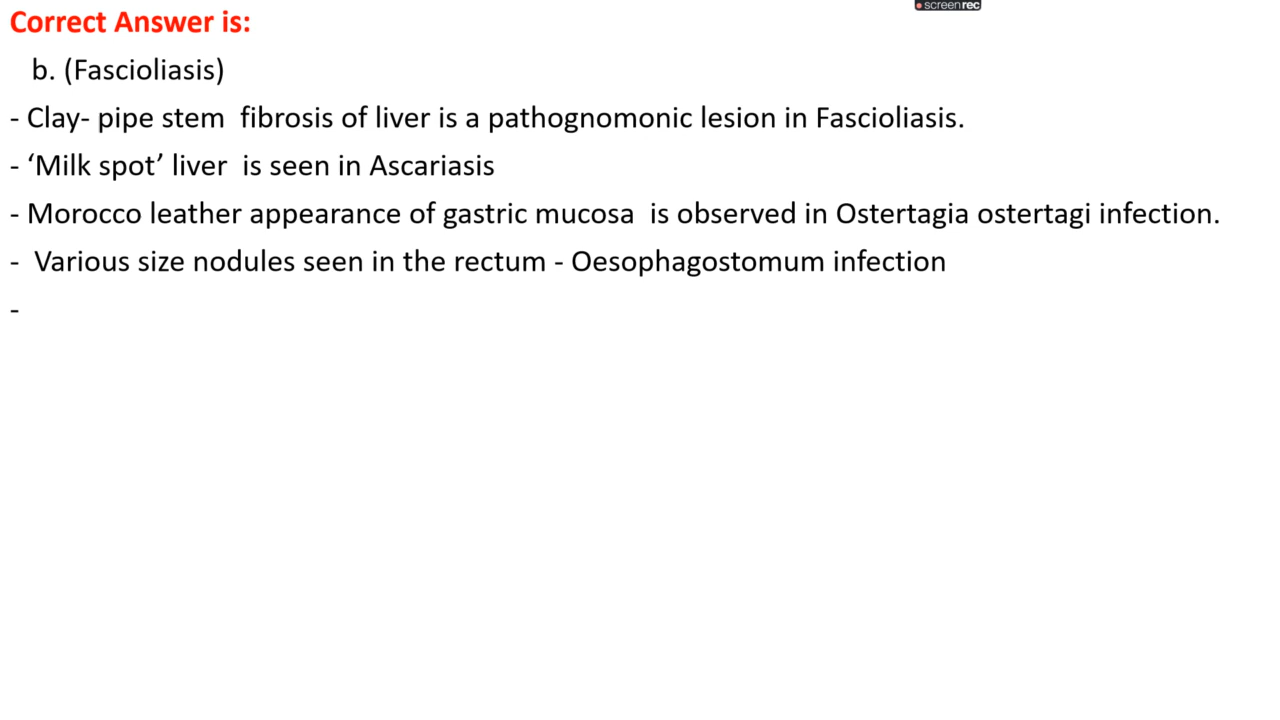 screenrec
Correct Answer is:
b. (Fascioliasis)
- Clay- pipe stem  fibrosis of liver is a pathognomonic lesion in Fascioliasis.
- ‘Milk spot’ liver  is seen in Ascariasis
- Morocco leather appearance of gastric mucosa  is observed in Ostertagia ostertagi infection.
-  Various size nodules seen in the rectum - Oesophagostomum infection
-